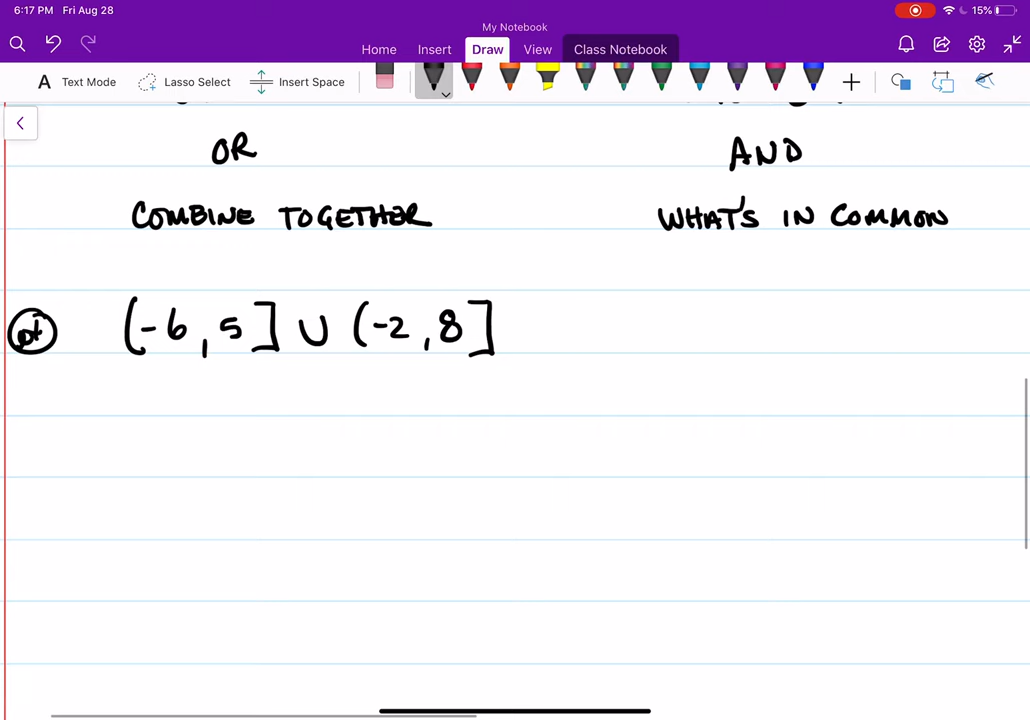 6:17 PM Fri Aug 28 15%
My Notebook
Home Insert Draw View Class Notebook
A Text Mode Lasso Select Insert Space
OR AND
COMBINE TOGETHER WHAT'S IN COMMON
(-6, 5] ∪ (-2, 8]